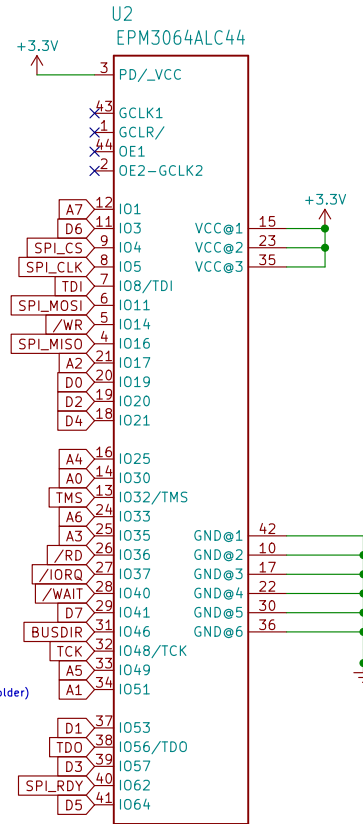 U2
EPM3064ALC44
+3.3V
3 PD/_VCC
43 GCLK1
1 GCLR/
44 OE1
2 OE2-GCLK2
+3.3V
A7 12 IO1
D6 11 IO3 VCC@1 15
SPI_CS 9 IO4 VCC@2 23
SPI_CLK 8 IO5 VCC@3 35
TDI 7 IO8/TDI
SPI_MOSI 6 IO11
/WR 5 IO14
SPI_MISO 4 IO16
A2 21 IO17
D0 20 IO19
D2 19 IO20
D4 18 IO21
A4 16 IO25
A0 14 IO30
TMS 13 IO32/TMS
A6 24 IO33
A3 25 IO35 GND@1 42
/RD 26 IO36 GND@2 10
/IORQ 27 IO37 GND@3 17
/WAIT 28 IO40 GND@4 22
D7 29 IO41 GND@5 30
BUSDIR 31 IO46 GND@6 36
TCK 32 IO48/TCK
A5 33 IO49
A1 34 IO51
older)
D1 37 IO53
TDO 38 IO56/TDO
D3 39 IO57
SPI_RDY 40 IO62
D5 41 IO64